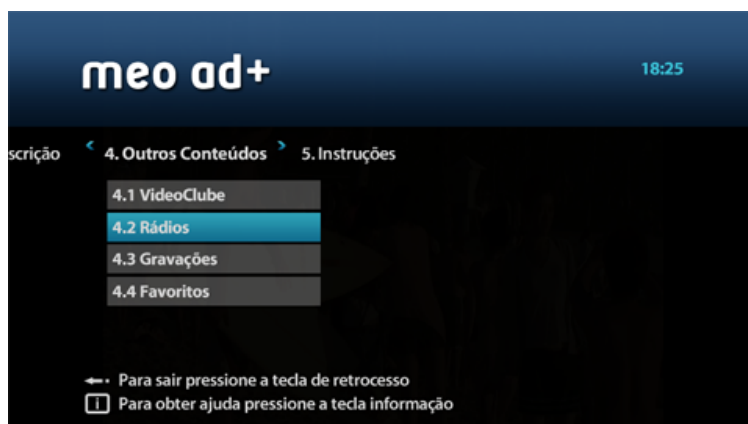 meo ad+
18:25
scrição < 4. Outros Conteúdos > 5. Instruções
4.1 VideoClube
4.2 Rádios
4.3 Gravações
4.4 Favoritos
Para sair pressione a tecla de retrocesso
i Para obter ajuda pressione a tecla informação